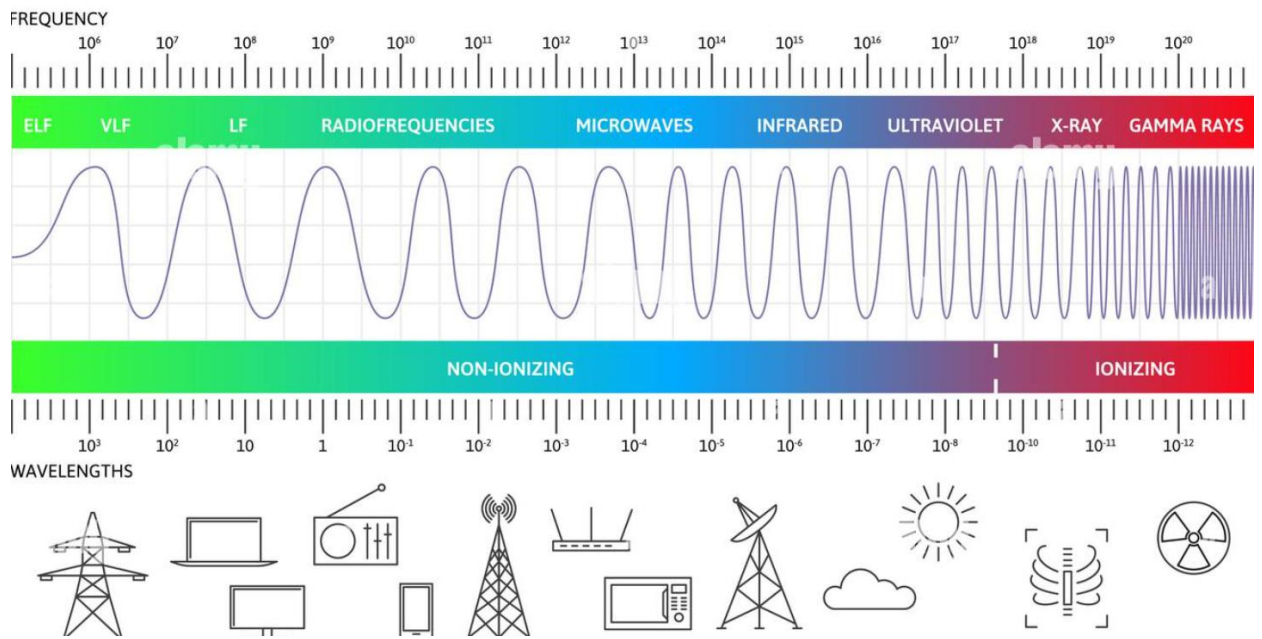 FREQUENCY
10⁶ 10⁷ 10⁸ 10⁹ 10¹⁰ 10¹¹ 10¹² 10¹³ 10¹⁴ 10¹⁵ 10¹⁶ 10¹⁷ 10¹⁸ 10¹⁹ 10²⁰
ELF VLF LF RADIOFREQUENCIES MICROWAVES INFRARED ULTRAVIOLET X-RAY GAMMA RAYS
alamy alamy
a
NON-IONIZING IONIZING
10³ 10² 10 1 10⁻¹ 10⁻² 10⁻³ 10⁻⁴ 10⁻⁵ 10⁻⁶ 10⁻⁷ 10⁻⁸ 10⁻¹⁰ 10⁻¹¹ 10⁻¹²
WAVELENGTHS